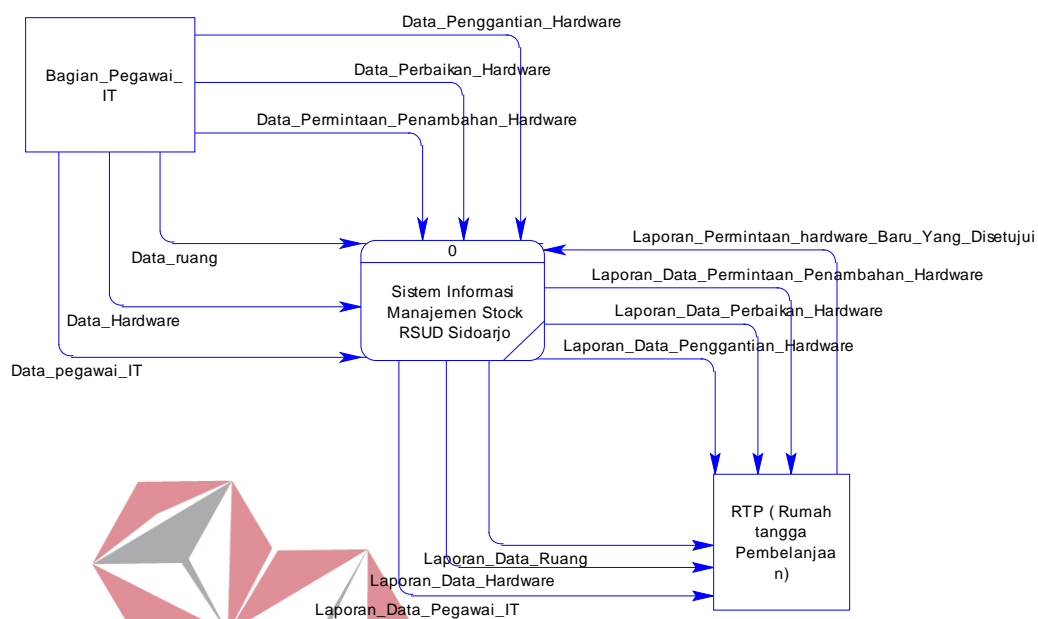 Data_Penggantian_Hardware
Bagian_Pegawai_
IT
Data_Perbaikan_Hardware
Data_Permintaan_Penambahan_Hardware
Data_ruang
Data_Hardware
Data_pegawai_IT
0
Sistem Informasi
Manajemen Stock
RSUD Sidoarjo
Laporan_Permintaan_hardware_Baru_Yang_Disetujui
Laporan_Data_Permintaan_Penambahan_Hardware
Laporan_Data_Perbaikan_Hardware
Laporan_Data_Penggantian_Hardware
RTP ( Rumah
tangga
Pembelanjaa
n)
Laporan_Data_Ruang
Laporan_Data_Hardware
Laporan_Data_Pegawai_IT